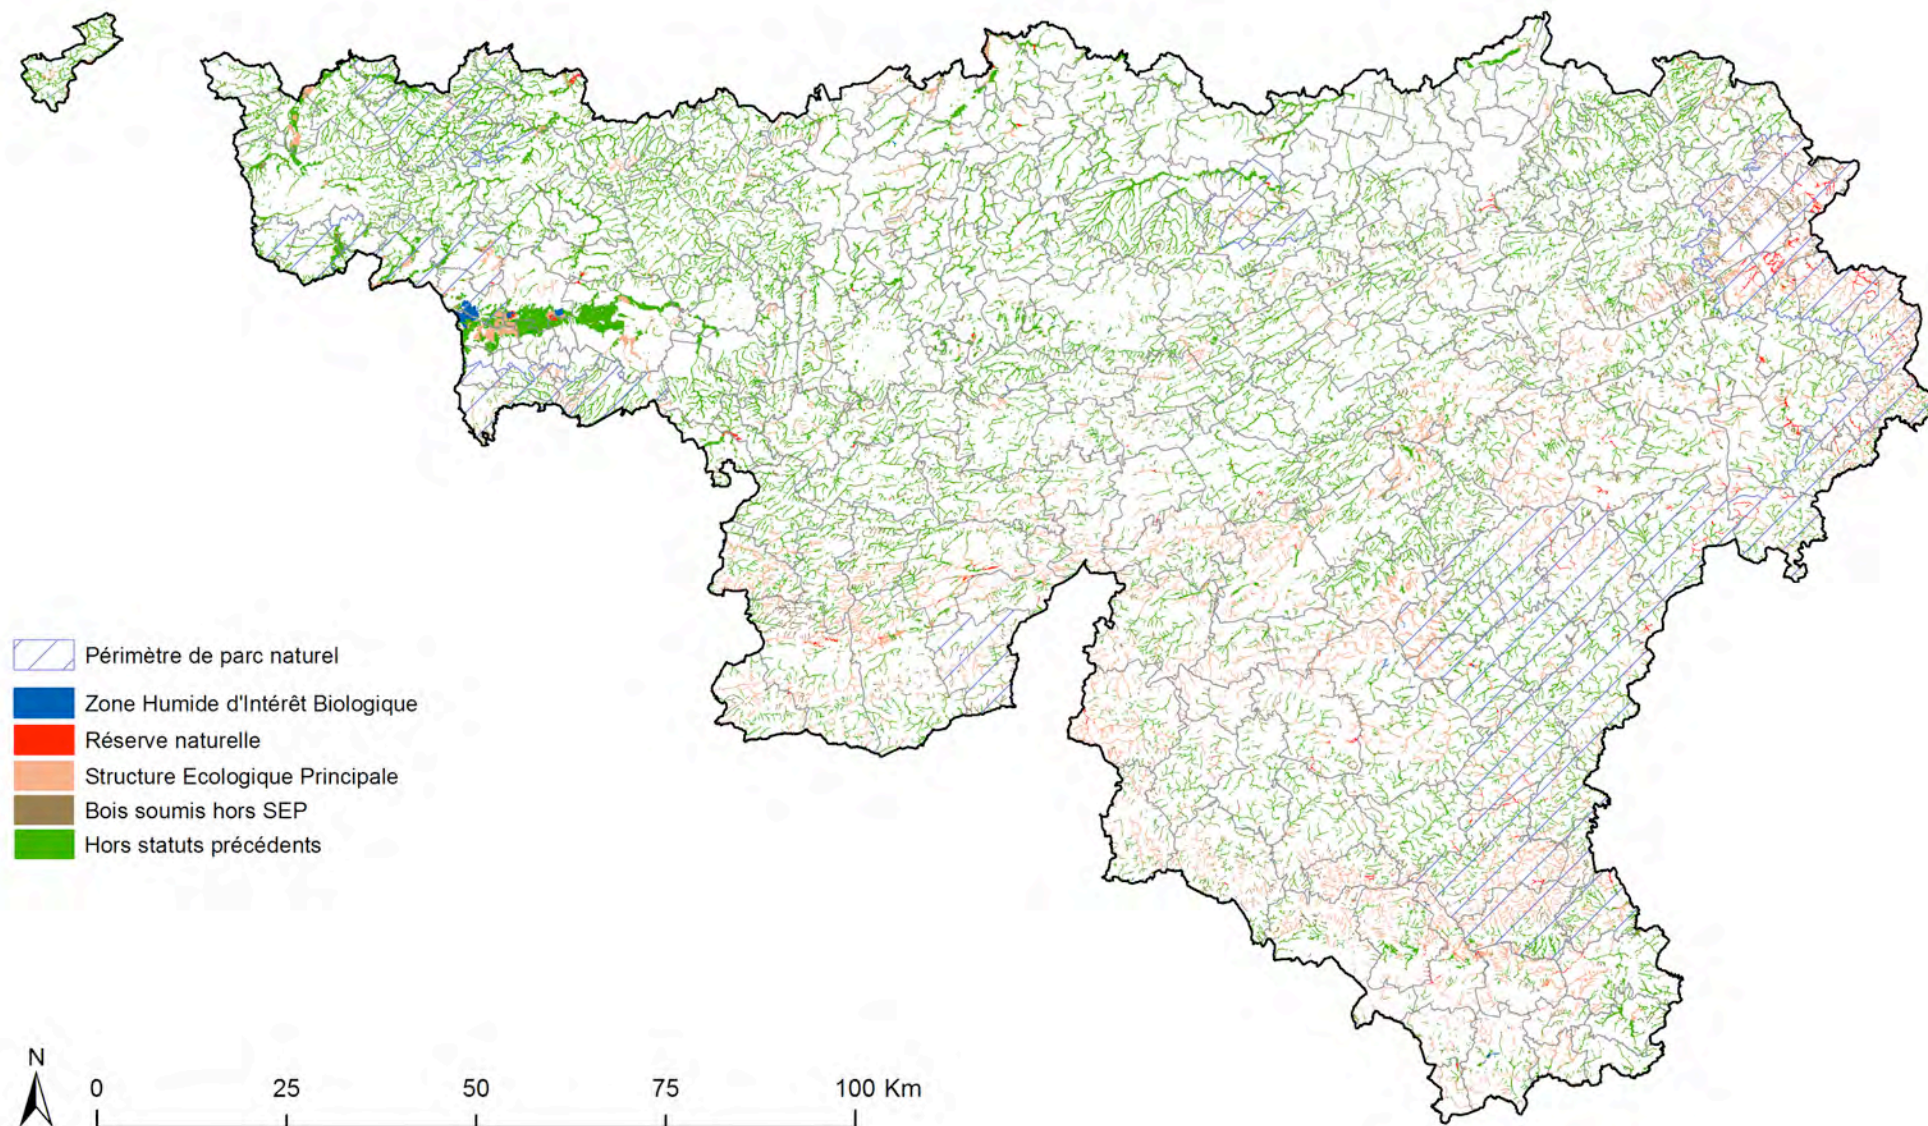 Périmètre de parc naturel
Zone Humide d'Intérêt Biologique
Réserve naturelle
Structure Ecologique Principale
Bois soumis hors SEP
Hors statuts précédents
N
0 25 50 75 100 Km